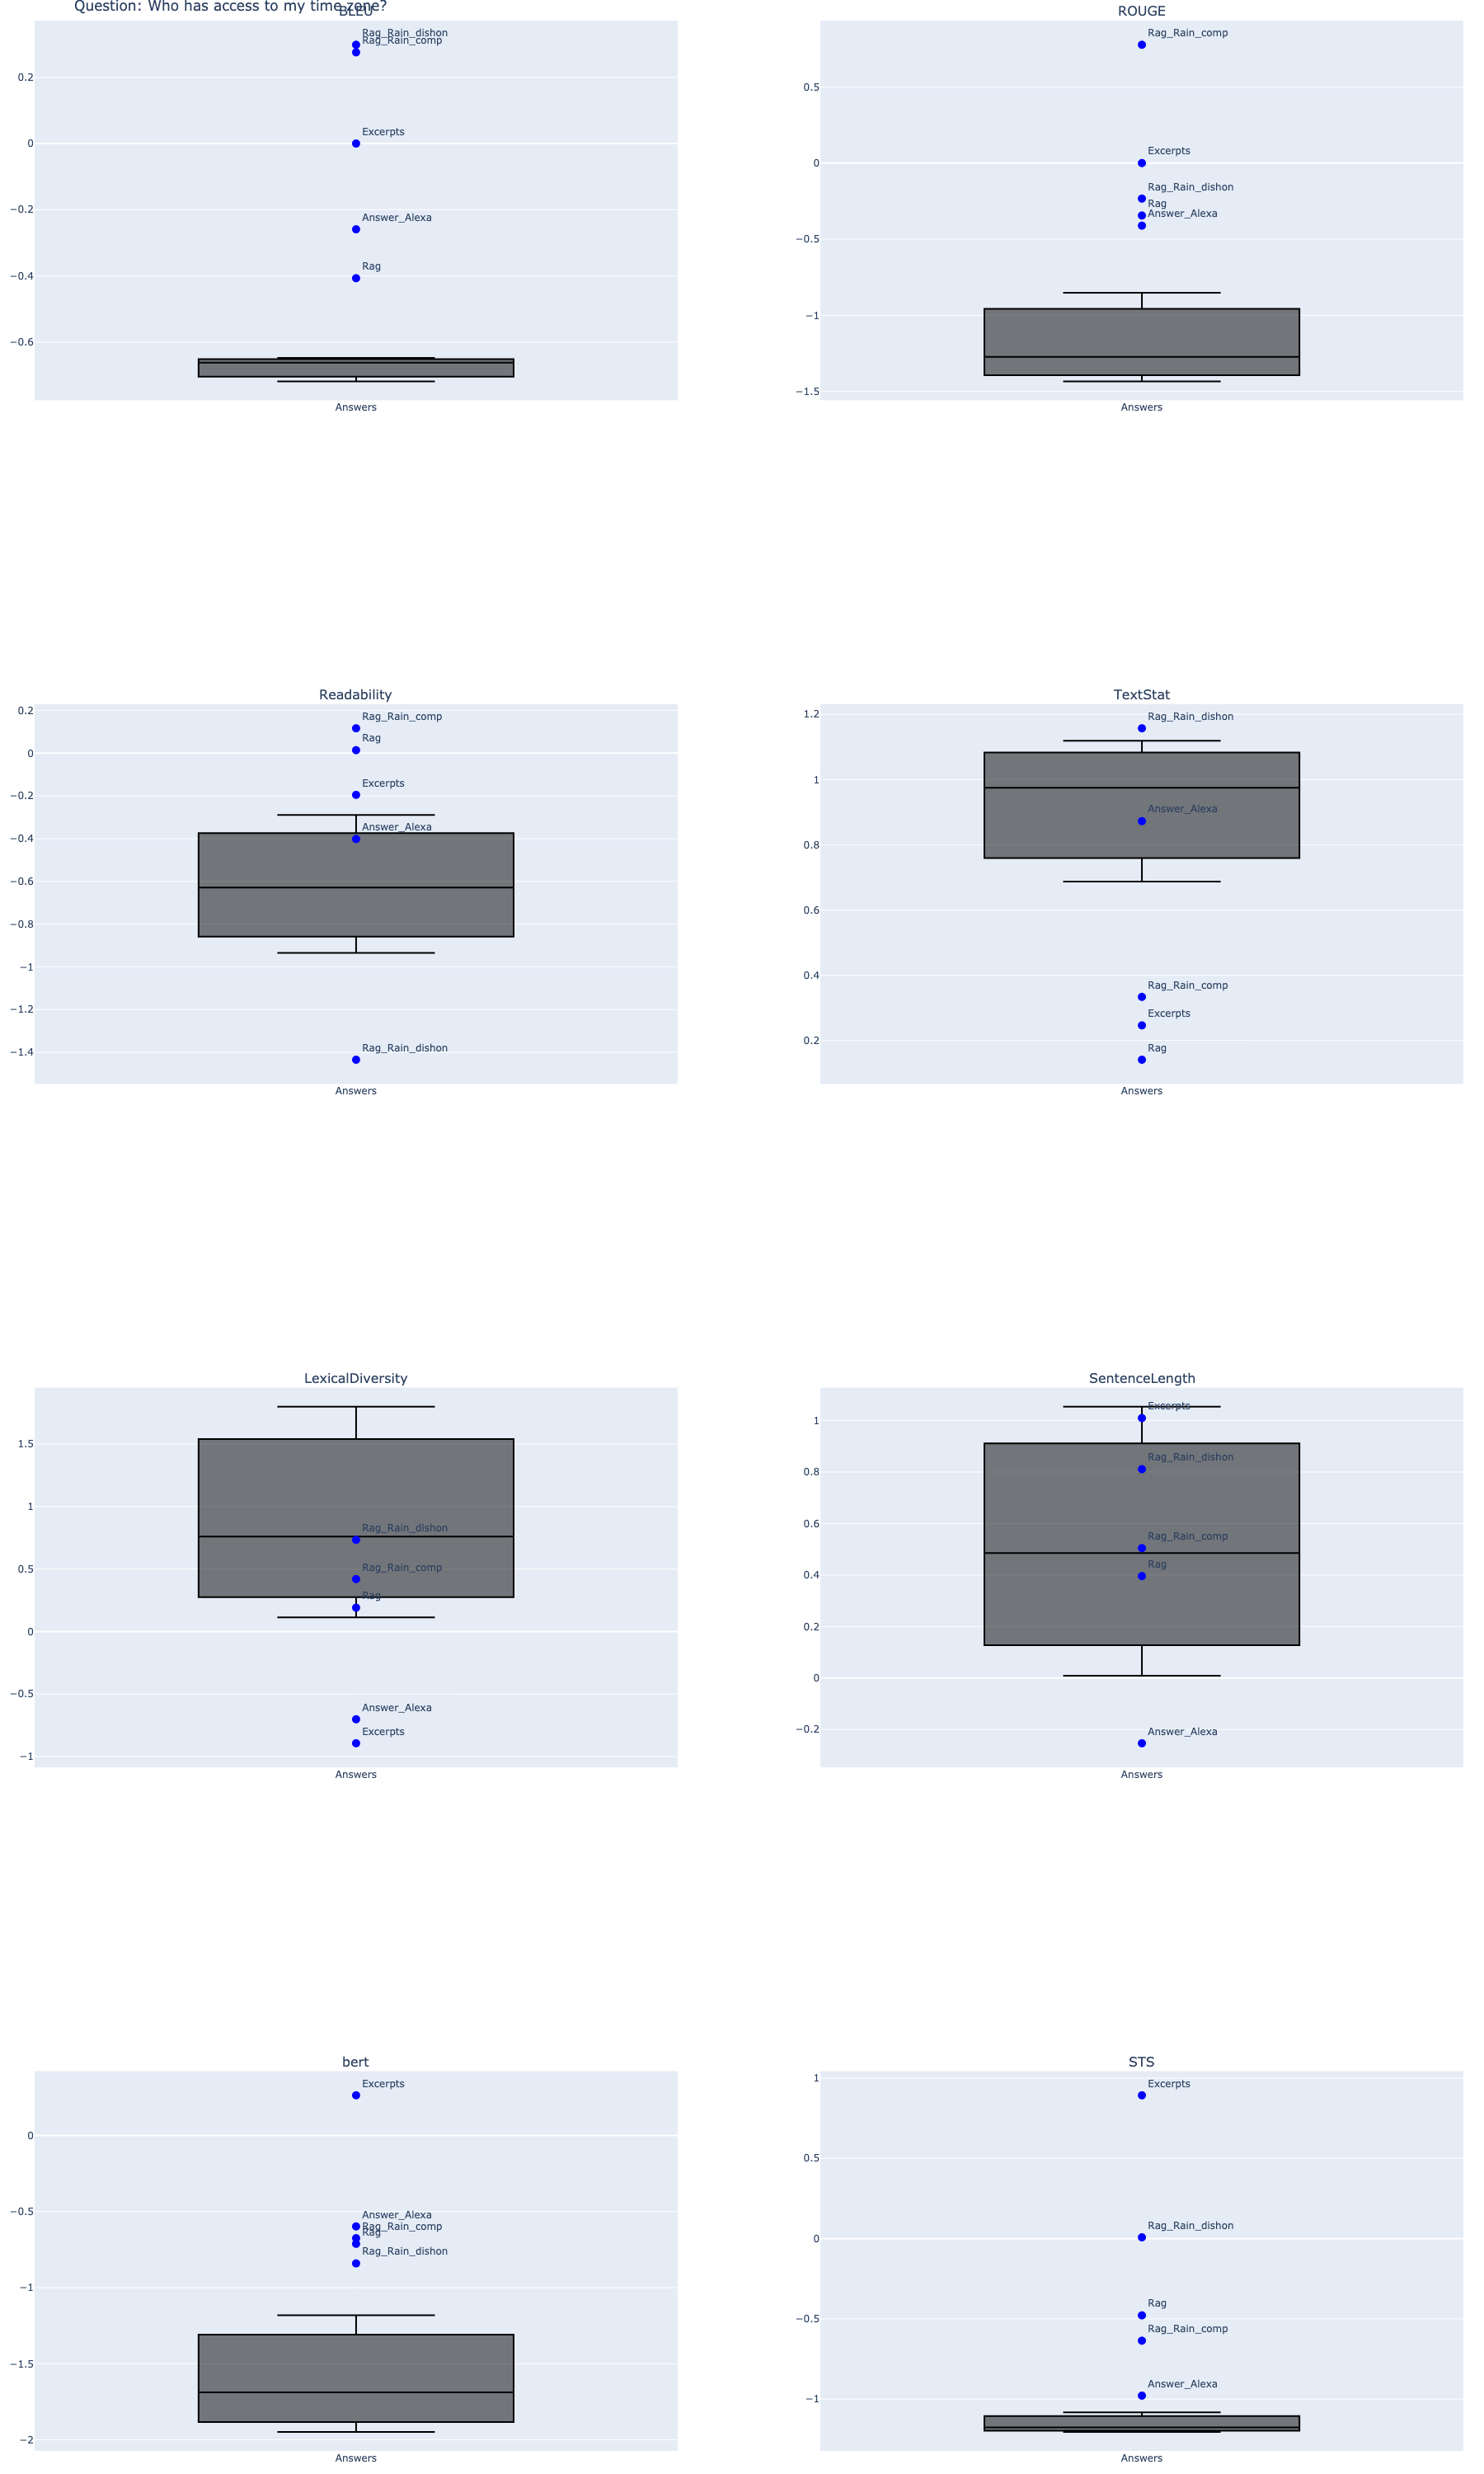 Question: Who has access to my time zone?
BLEU
Rag_Rain_dishon
Rag_Rain_comp
0.2
Excerpts
0
−0.2
Answer_Alexa
Rag
−0.4
−0.6
Answers
ROUGE
Rag_Rain_comp
0.5
Excerpts
0
Rag_Rain_dishon
Rag
Answer_Alexa
−0.5
−1
−1.5
Answers
Readability
0.2
Rag_Rain_comp
Rag
0
Excerpts
−0.2
Answer_Alexa
−0.4
−0.6
−0.8
−1
−1.2
Rag_Rain_dishon
−1.4
Answers
TextStat
1.2
Rag_Rain_dishon
1
Answer_Alexa
0.8
0.6
0.4
Rag_Rain_comp
Excerpts
0.2
Rag
Answers
LexicalDiversity
1.5
1
Rag_Rain_dishon
0.5
Rag_Rain_comp
Rag
0
−0.5
Answer_Alexa
Excerpts
−1
Answers
SentenceLength
Excerpts
1
Rag_Rain_dishon
0.8
0.6
Rag_Rain_comp
Rag
0.4
0.2
0
−0.2
Answer_Alexa
Answers
bert
Excerpts
0
−0.5
Answer_Alexa
Rag_Rain_comp
Rag
Rag_Rain_dishon
−1
−1.5
−2
Answers
STS
1
Excerpts
0.5
Rag_Rain_dishon
0
Rag
−0.5
Rag_Rain_comp
Answer_Alexa
−1
Answers